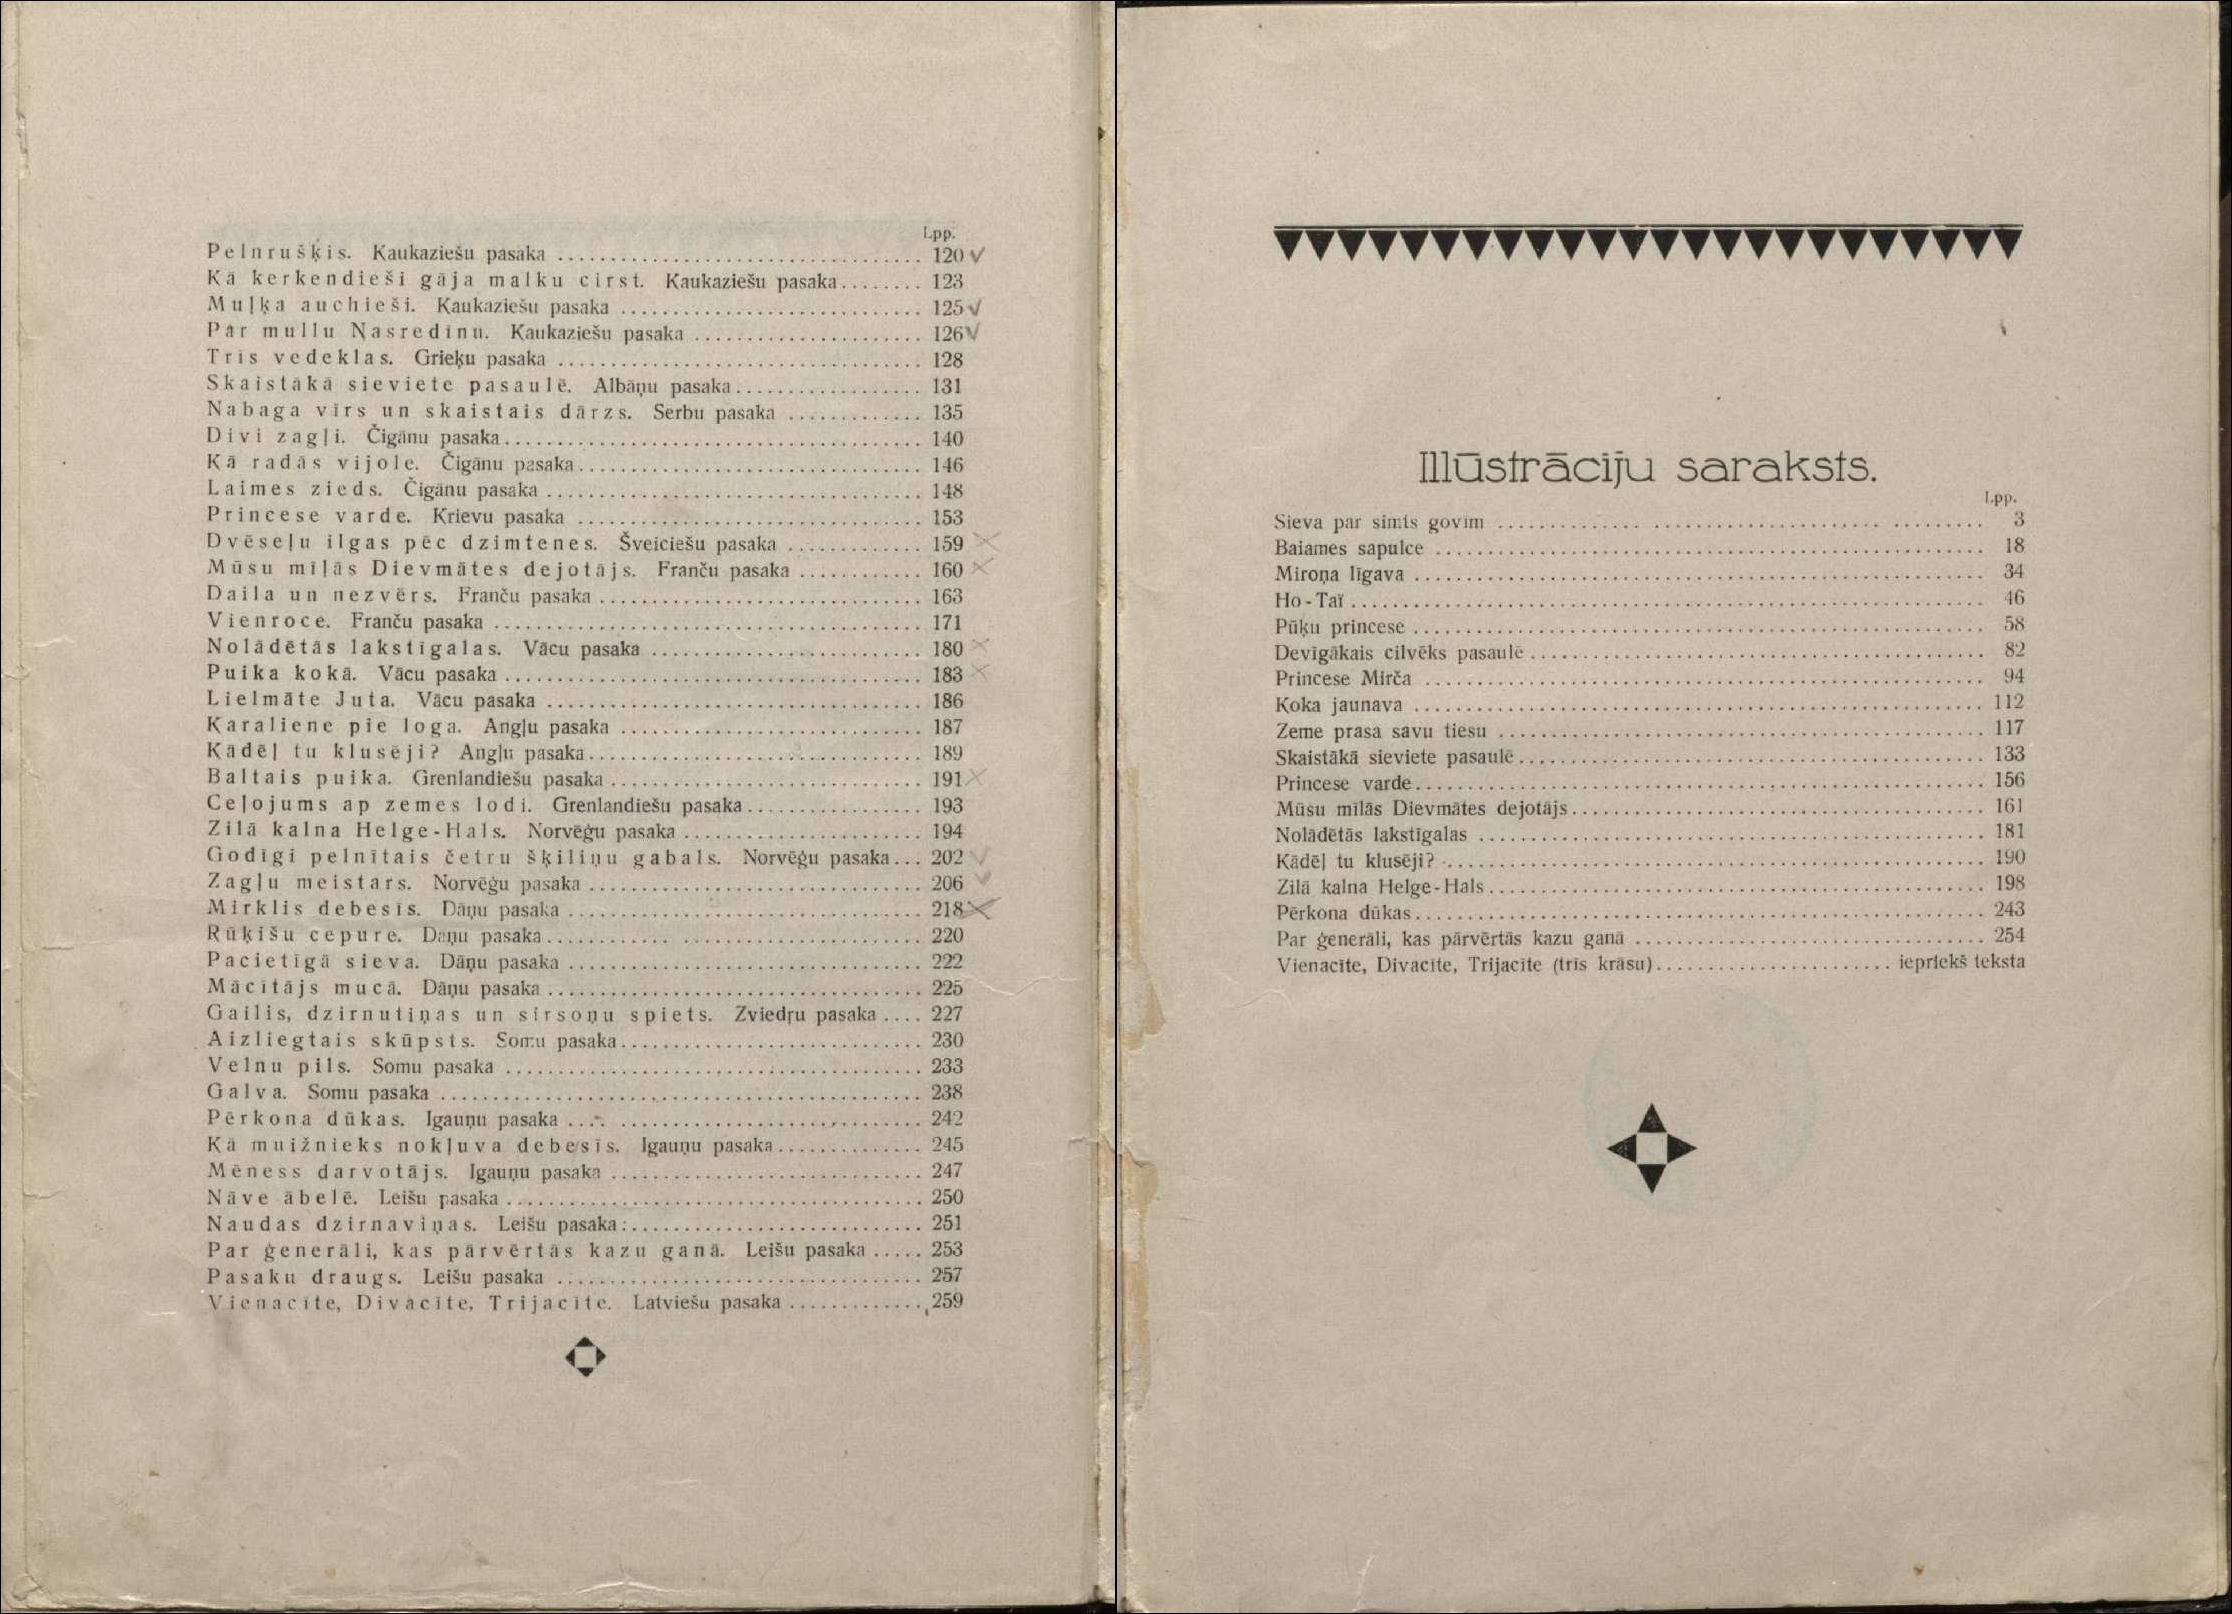 Lpp.
Pelnrušķis. Kaukaziešu pasaka .......... 120 ✓
Kā kerkendieši gāja malku cirst. Kaukaziešu pasaka .......... 123
Muļķa auchieši. Kaukaziešu pasaka .......... 125 ✓
Par mullu Nasredinu. Kaukaziešu pasaka .......... 126 ✓
Trīs vedeklas. Grieķu pasaka .......... 128
Skaistākā sieviete pasaulē. Albāņu pasaka .......... 131
Nabaga vīrs un skaistais dārzs. Serbu pasaka .......... 135
Divi zagļi. Čigānu pasaka .......... 140
Kā radās vijole. Čigānu pasaka .......... 146
Laimes zieds. Čigānu pasaka .......... 148
Princese varde. Krievu pasaka .......... 153
Dvēseļu ilgas pēc dzimtenes. Šveiciešu pasaka .......... 159 ×
Mūsu mīļās Dievmātes dejotājs. Franču pasaka .......... 160 ×
Daila un nezvērs. Franču pasaka .......... 163
Vienroce. Franču pasaka .......... 171
Nolādētās lakstīgalas. Vācu pasaka .......... 180 ×
Puika kokā. Vācu pasaka .......... 183 ×
Lielmāte Juta. Vācu pasaka .......... 186
Karaliene pie loga. Angļu pasaka .......... 187
Kādēļ tu klusēji? Angļu pasaka .......... 189
Baltais puika. Grenlandiešu pasaka .......... 191 ×
Ceļojums ap zemes lodi. Grenlandiešu pasaka .......... 193
Zilā kalna Helge-Hals. Norvēģu pasaka .......... 194
Godīgi pelnītais četru šķiliņu gabals. Norvēģu pasaka ... 202 ✓
Zagļu meistars. Norvēģu pasaka .......... 206 ✓
Mirklis debesīs. Dāņu pasaka .......... 218 ×
Rūķišu cepure. Dāņu pasaka .......... 220
Pacietīgā sieva. Dāņu pasaka .......... 222
Mācītājs mucā. Dāņu pasaka .......... 225
Gailis, dzirnutiņas un sirsoņu spiets. Zviedŗu pasaka .... 227
Aizliegtais skūpsts. Somu pasaka .......... 230
Velnu pils. Somu pasaka .......... 233
Galva. Somu pasaka .......... 238
Pērkona dūkas. Igauņu pasaka .......... 242
Kā muižnieks nokļuva debesīs. Igauņu pasaka .......... 245
Mēness darvotājs. Igauņu pasaka .......... 247
Nāve ābelē. Leišu pasaka .......... 250
Naudas dzirnaviņas. Leišu pasaka .......... 251
Par ģenerāli, kas pārvērtās kazu ganā. Leišu pasaka ..... 253
Pasaku draugs. Leišu pasaka .......... 257
Vienacīte, Divacīte, Trijacīte. Latviešu pasaka .......... 259
Illūstrāciju saraksts.
Lpp.
Sieva par simts govīm .......... 3
Baiames sapulce .......... 18
Miroņa līgava .......... 34
Ho-Taï .......... 46
Pūķu princese .......... 58
Devīgākais cilvēks pasaulē .......... 82
Princese Mirča .......... 94
Koka jaunava .......... 112
Zeme prasa savu tiesu .......... 117
Skaistākā sieviete pasaulē .......... 133
Princese varde .......... 156
Mūsu mīlās Dievmātes dejotājs .......... 161
Nolādētās lakstīgalas .......... 181
Kādēļ tu klusēji? .......... 190
Zilā kalna Helge-Hals .......... 198
Pērkona dūkas .......... 243
Par ģenerāli, kas pārvērtās kazu ganā .......... 254
Vienacīte, Divacīte, Trijacīte (trīs krāsu) .......... iepriekš teksta